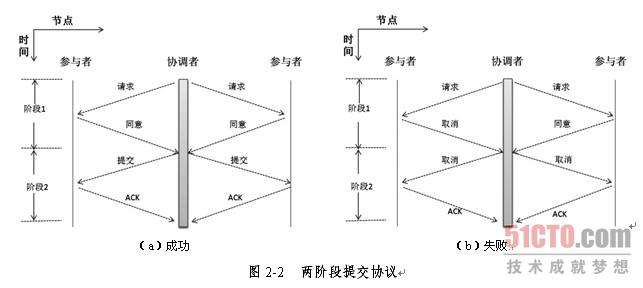 节点
节点
时间
时间
参与者 协调者 参与者
参与者 协调者 参与者
请求 请求
请求 请求
阶段1
阶段1
同意 同意
取消 同意
提交 提交
取消 取消
阶段2
阶段2
ACK ACK
ACK ACK
(a)成功
(b)失败
51CTO.com
技术成就梦想
图 2-2 两阶段提交协议